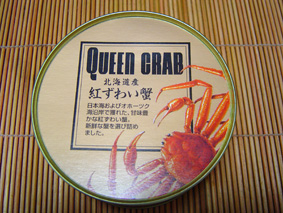 QUEEN CRAB
北海道産
紅ずわい蟹
日本海およびオホーツク
海沿岸で獲れた、甘味豊
かな紅ずわい蟹。
新鮮な蟹を選び詰め
ました。